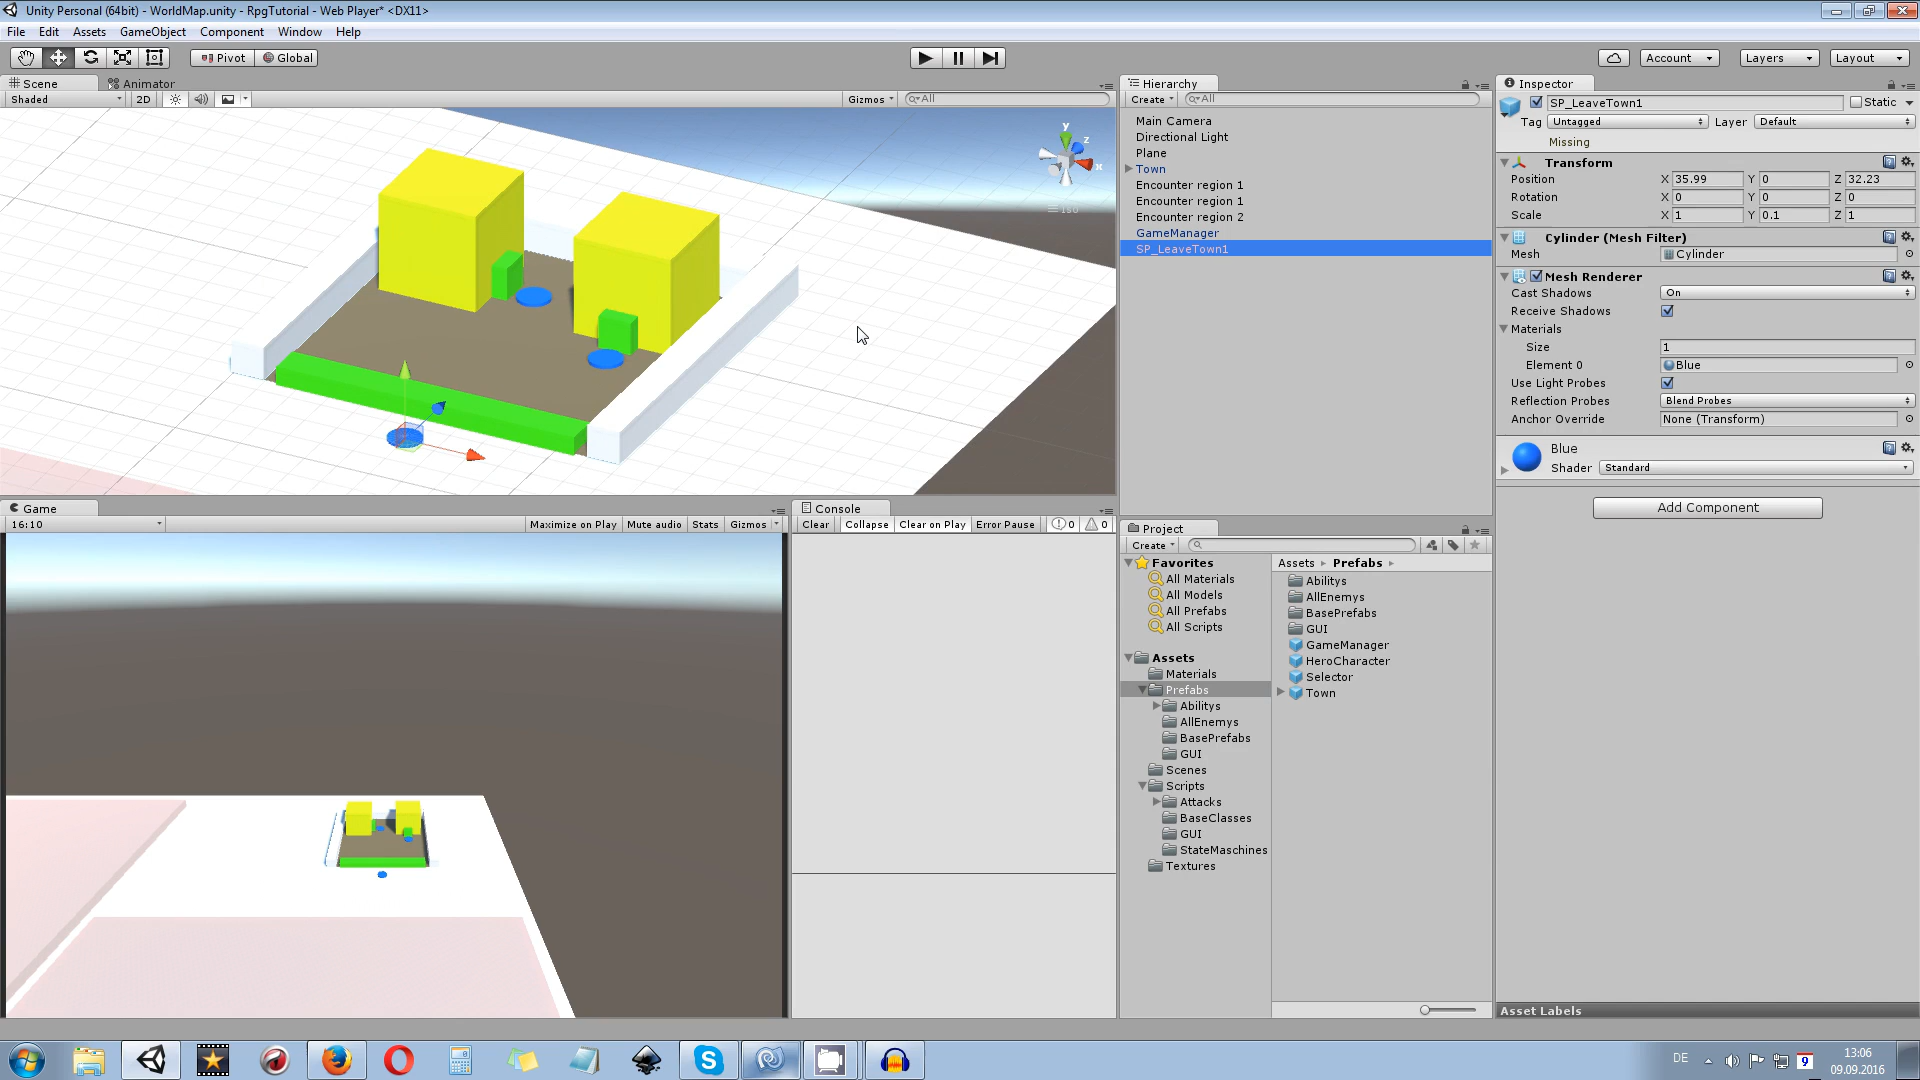 Unity Personal (64bit) - WorldMap.unity - RpgTutorial - Web Player* <DX11>
File Edit Assets GameObject Component Window Help
Pivot Global Account Layers Layout
Scene Animator
Shaded 2D Gizmos All
y
z
x
Iso
Hierarchy
Create All
Main Camera
Directional Light
Plane
Town
Encounter region 1
Encounter region 1
Encounter region 2
GameManager
SP_LeaveTown1
Inspector
SP_LeaveTown1 Static
Tag Untagged Layer Default
Missing
Transform
Position X 35.99 Y 0 Z 32.23
Rotation X 0 Y 0 Z 0
Scale X 1 Y 0.1 Z 1
Cylinder (Mesh Filter)
Mesh Cylinder
Mesh Renderer
Cast Shadows On
Receive Shadows
Materials
Size 1
Element 0 Blue
Use Light Probes
Reflection Probes Blend Probes
Anchor Override None (Transform)
Blue
Shader Standard
Add Component
Asset Labels
Game
16:10 Maximize on Play Mute audio Stats Gizmos
Console
Clear Collapse Clear on Play Error Pause 0 0
Project
Create
Favorites
All Materials
All Models
All Prefabs
All Scripts
Assets
Materials
Prefabs
Abilitys
AllEnemys
BasePrefabs
GUI
Scenes
Scripts
Attacks
BaseClasses
GUI
StateMaschines
Textures
Assets Prefabs
Abilitys
AllEnemys
BasePrefabs
GUI
GameManager
HeroCharacter
Selector
Town
DE 9 13:06
09.09.2016